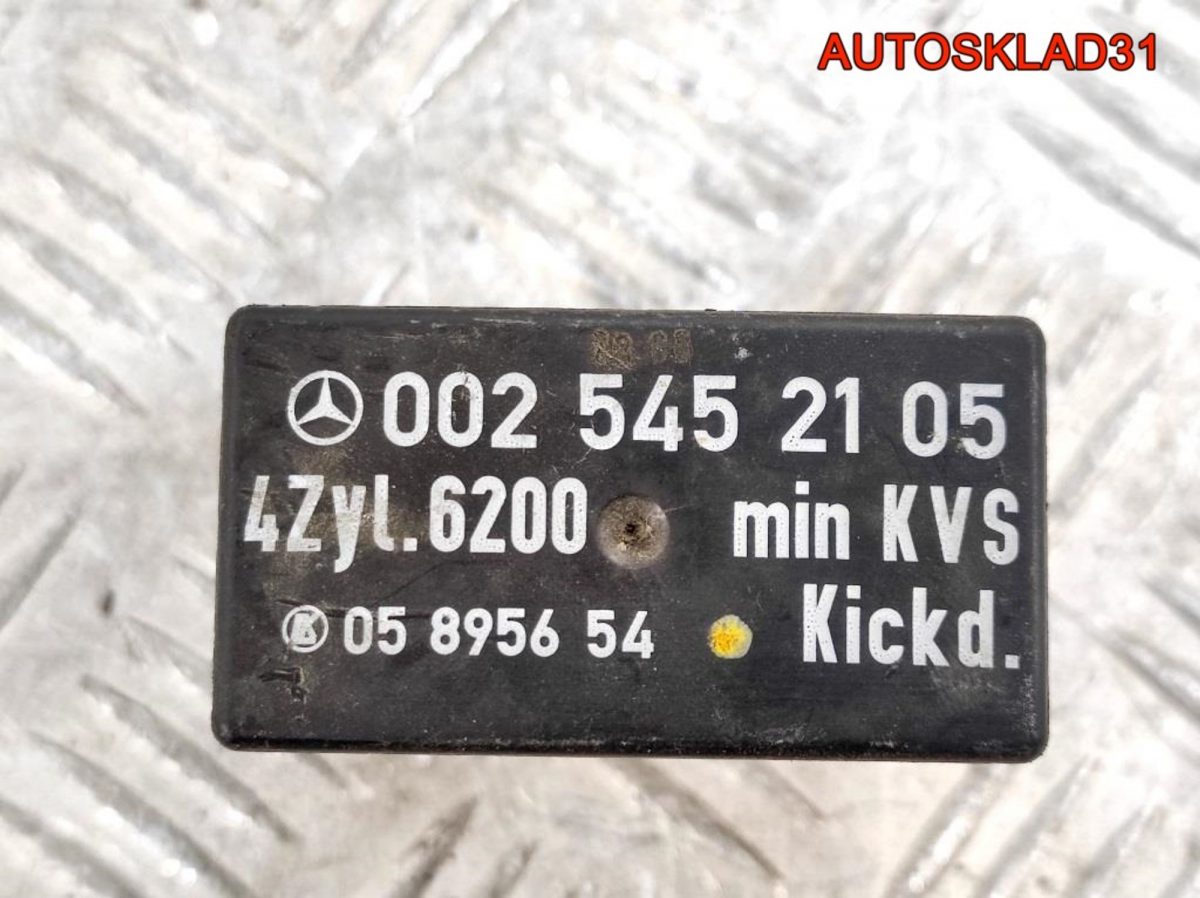 AUTOSKLAD31
002 545 21 05
4Zyl.6200 min KVS
05 8956 54 Kickd.